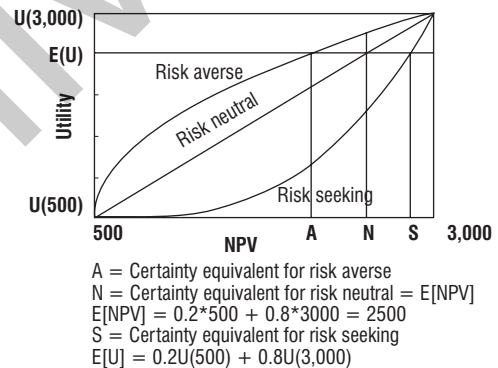 U(3,000)
E(U)
Risk averse
Risk neutral
Utility
Risk seeking
U(500)
500 A N S 3,000
NPV
A = Certainty equivalent for risk averse
N = Certainty equivalent for risk neutral = E[NPV]
E[NPV] = 0.2*500 + 0.8*3000 = 2500
S = Certainty equivalent for risk seeking
E[U] = 0.2U(500) + 0.8U(3,000)